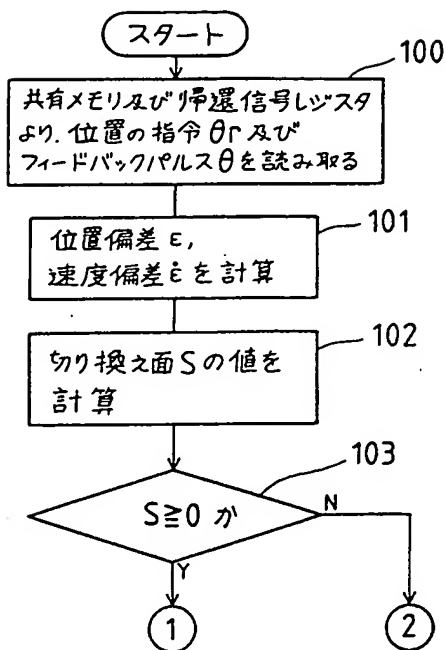 スタート
100
共有メモリ及び帰還信号レジスタ
より、位置の指令θr及び
フィードバックパルスθを読み取る
101
位置偏差ε,
速度偏差ε̇を計算
102
切り換え面Sの値を
計算
103
S≧0か
N
Y
1
2